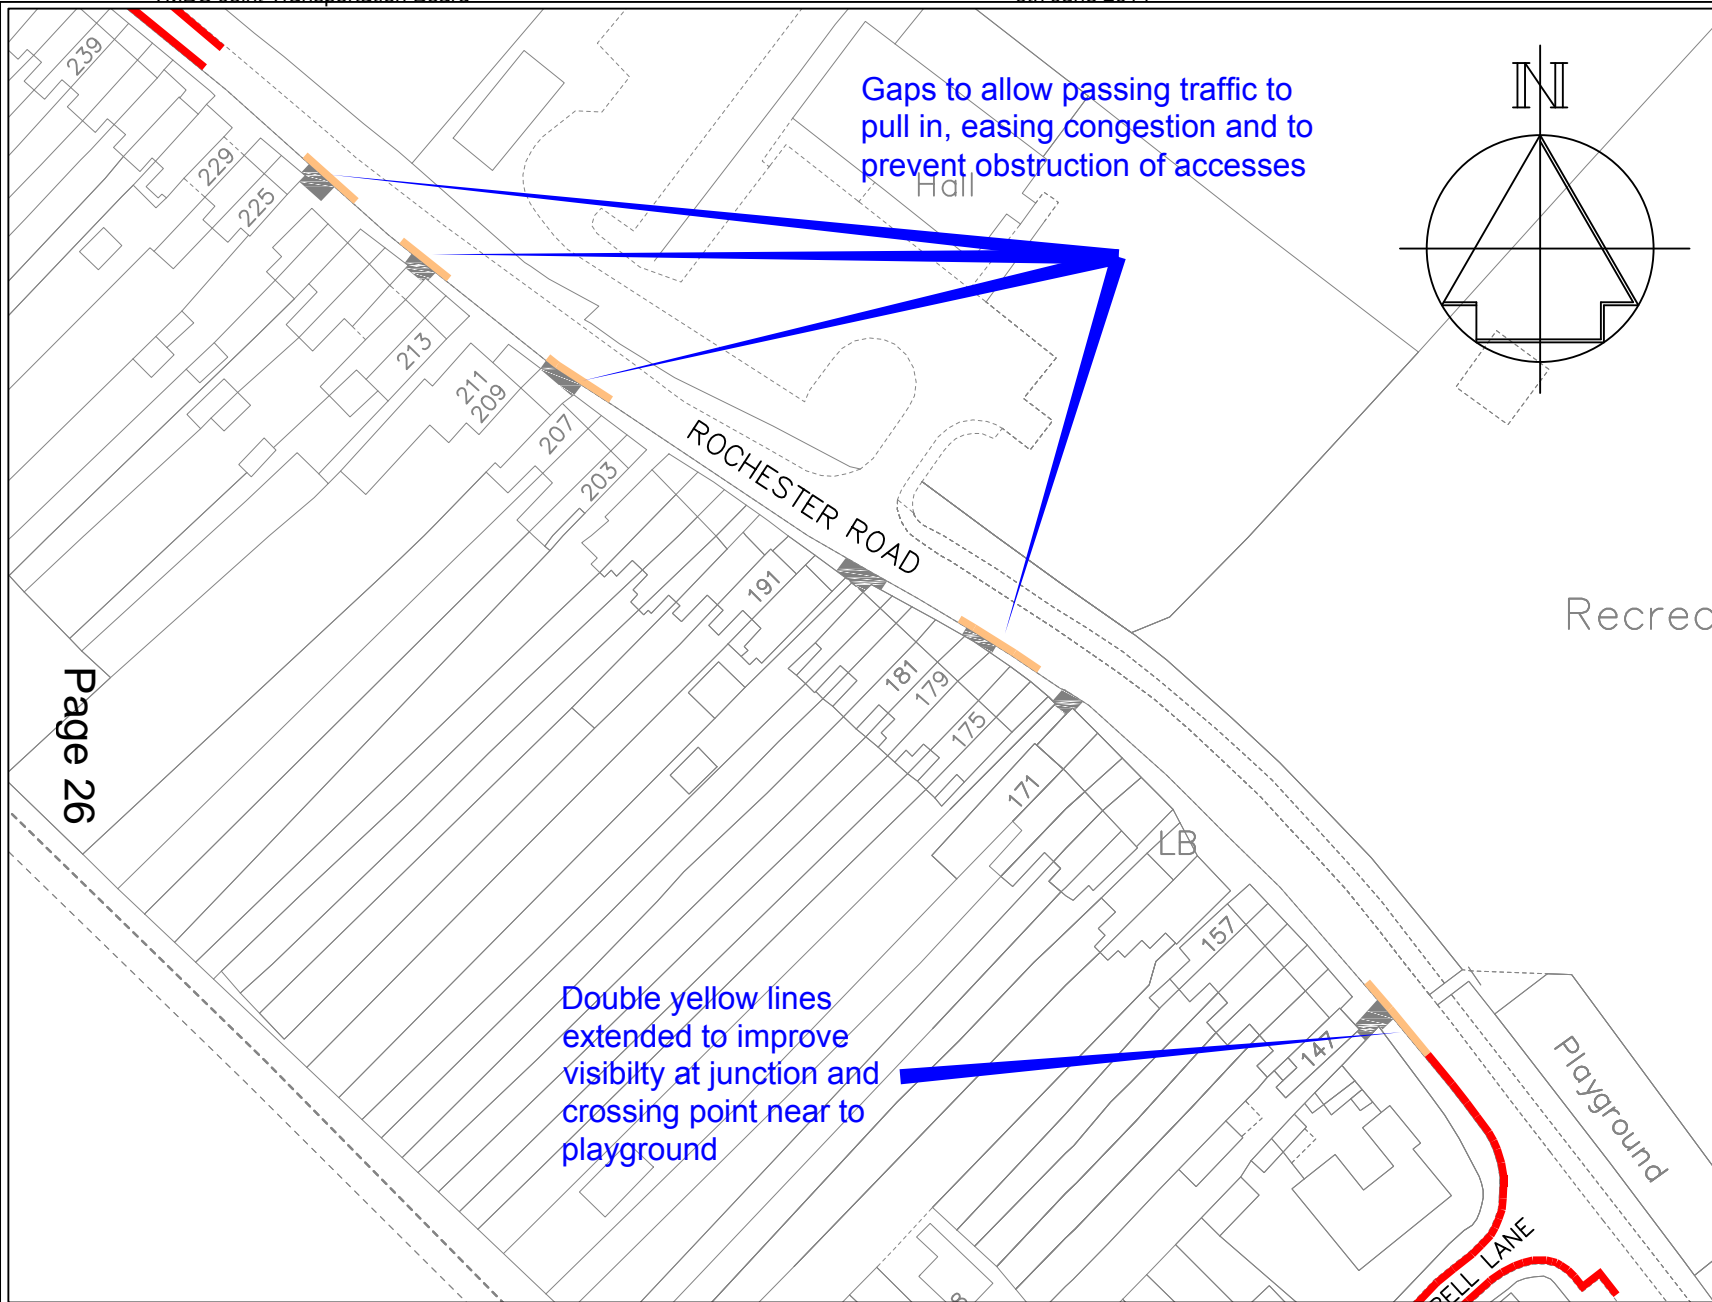 239
229
225
213
211
209
207
203
191
181
179
175
171
LB
157
147
N
Gaps to allow passing traffic to
pull in, easing congestion and to
prevent obstruction of accesses
Hall
ROCHESTER ROAD
Recrec
Page 26
Double yellow lines
extended to improve
visibilty at junction and
crossing point near to
playground
Playground
LANE